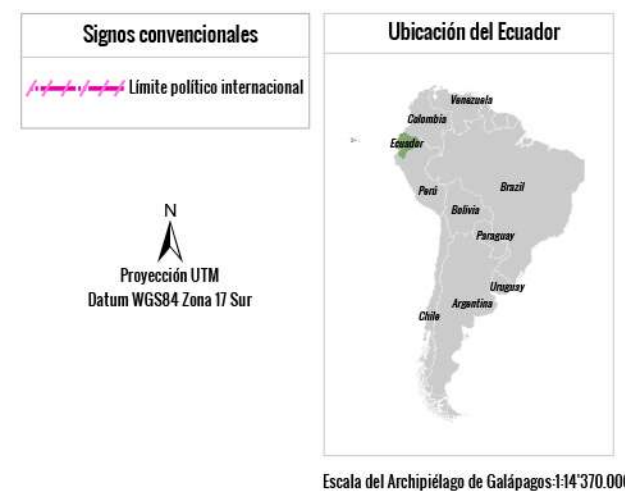 Signos convencionales
Límite político internacional
N
Proyección UTM
Datum WGS84 Zona 17 Sur
Ubicación del Ecuador
Venezuela
Colombia
Ecuador
Perú
Brazil
Bolivia
Paraguay
Uruguay
Argentina
Chile
Escala del Archipiélago de Galápagos:1:14'370.000